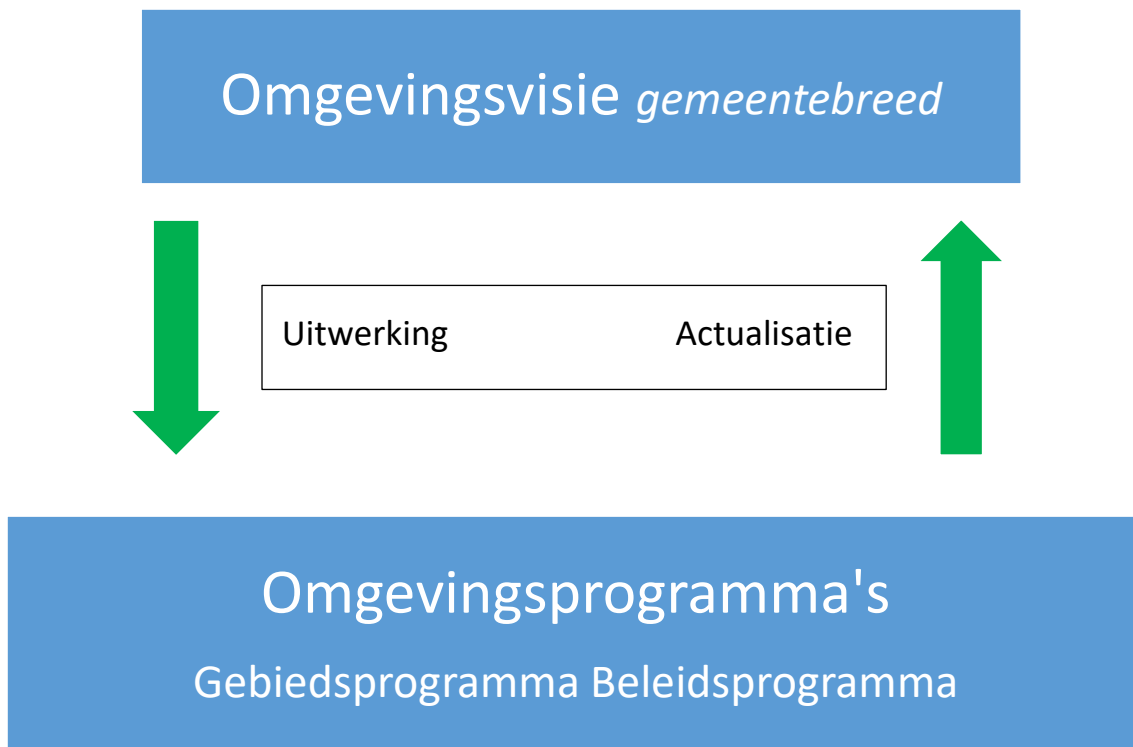 Omgevingsvisie gemeentebreed
Uitwerking Actualisatie
Omgevingsprogramma's
Gebiedsprogramma Beleidsprogramma